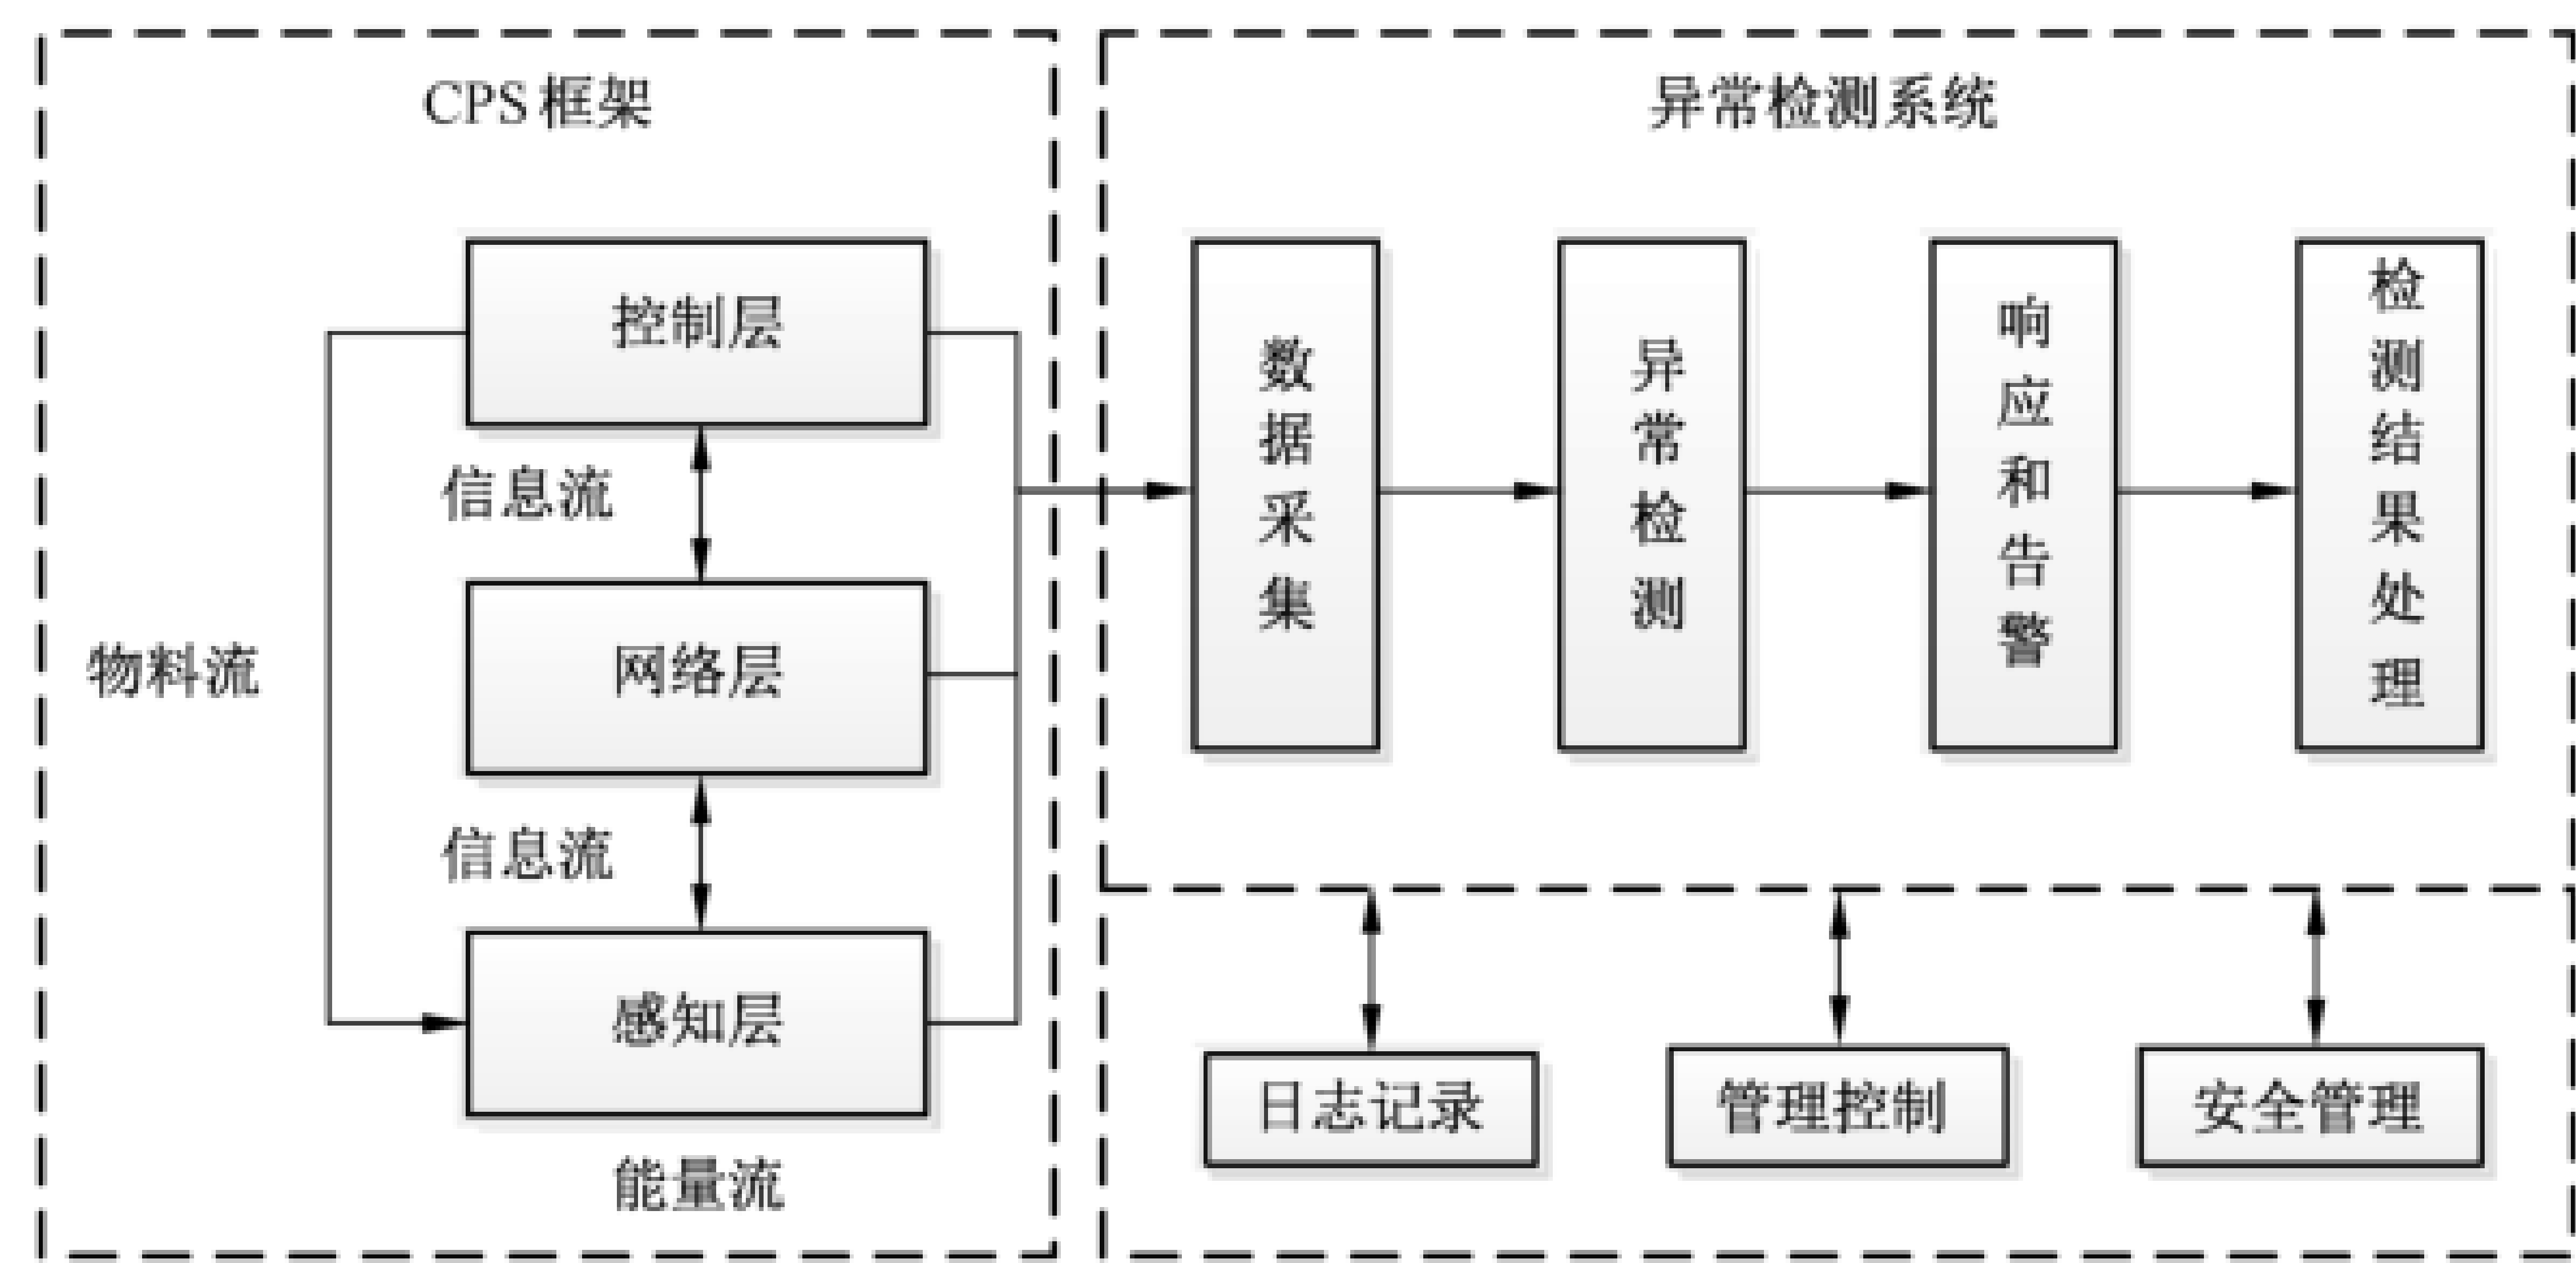 CPS框架
控制层
信息流
物料流
网络层
信息流
感知层
能量流
异常检测系统
数据采集
异常检测
响应和告警
检测结果处理
日志记录
管理控制
安全管理